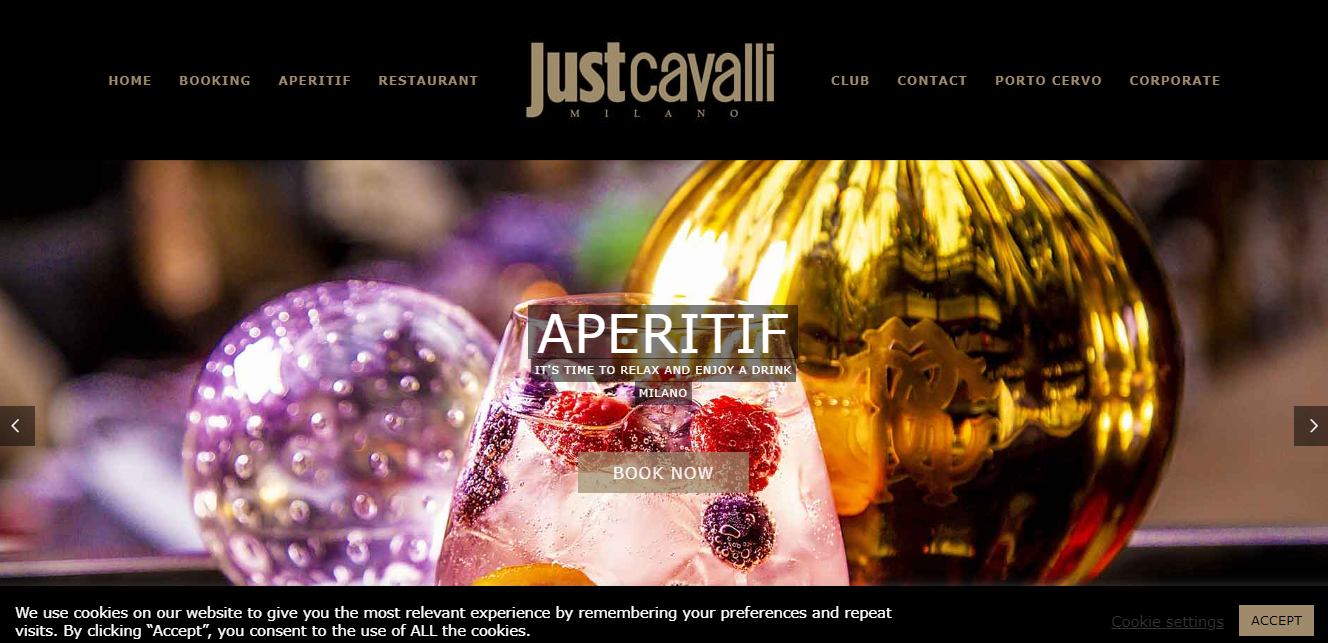 HOME BOOKING APERITIF RESTAURANT Justcavalli CLUB CONTACT PORTO CERVO CORPORATE
MILANO
APERITIF
IT'S TIME TO RELAX AND ENJOY A DRINK
MILANO
BOOK NOW
We use cookies on our website to give you the most relevant experience by remembering your preferences and repeat
visits. By clicking “Accept”, you consent to the use of ALL the cookies.
Cookie settings
ACCEPT